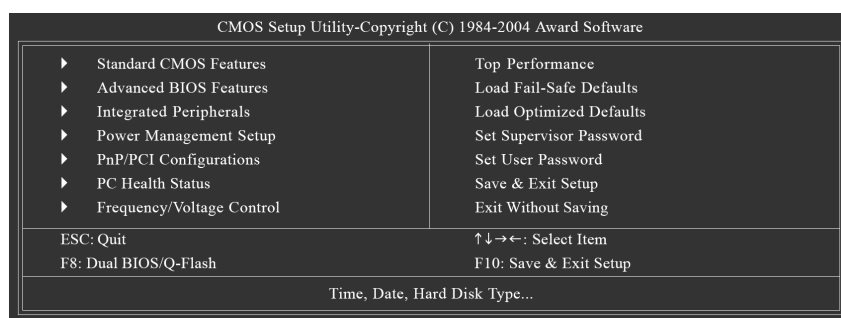 CMOS Setup Utility-Copyright (C) 1984-2004 Award Software
Standard CMOS Features
Advanced BIOS Features
Integrated Peripherals
Power Management Setup
PnP/PCI Configurations
PC Health Status
Frequency/Voltage Control
Top Performance
Load Fail-Safe Defaults
Load Optimized Defaults
Set Supervisor Password
Set User Password
Save & Exit Setup
Exit Without Saving
ESC: Quit
F8: Dual BIOS/Q-Flash
↑↓→←: Select Item
F10: Save & Exit Setup
Time, Date, Hard Disk Type...